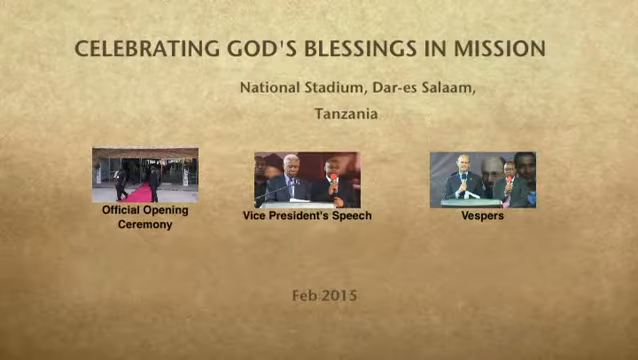 CELEBRATING GOD'S BLESSINGS IN MISSION
National Stadium, Dar-es Salaam,
Tanzania
Official Opening
Ceremony
Vice President's Speech
Vespers
Feb 2015